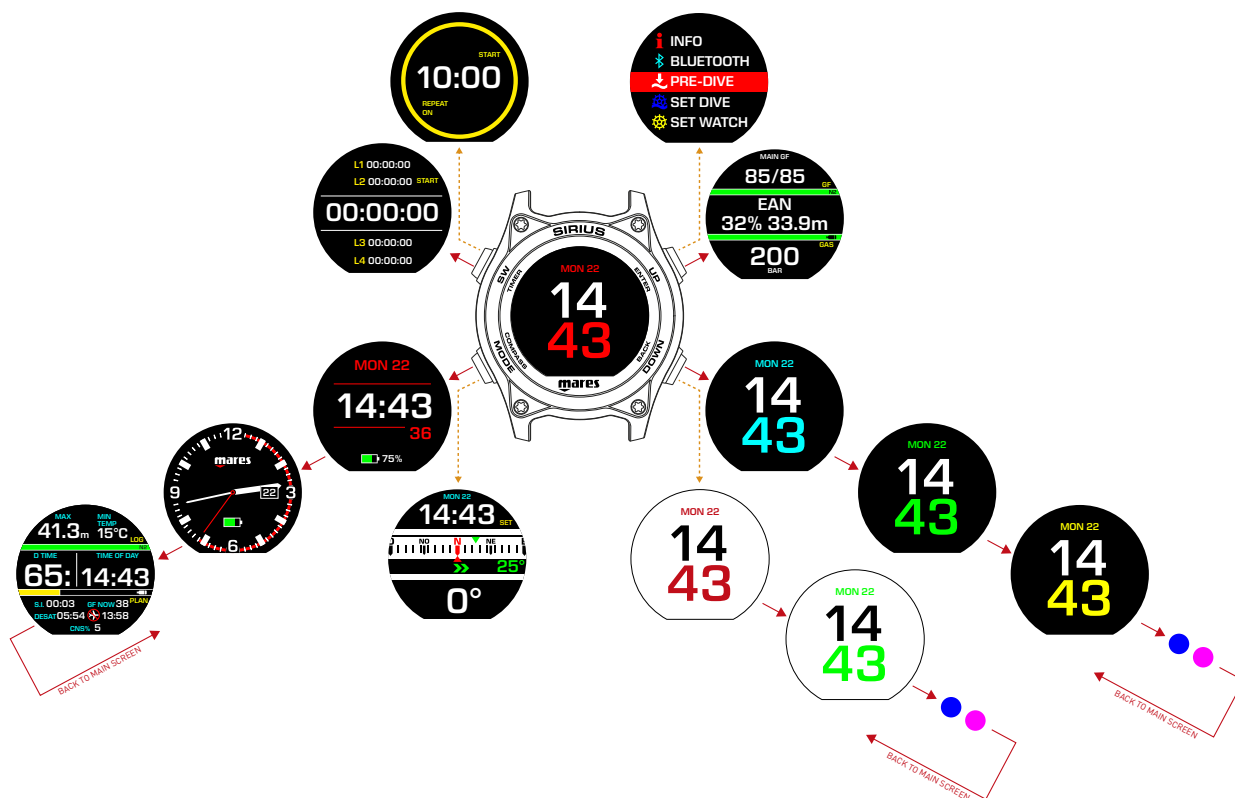 START
10:00
REPEAT
ON
INFO
BLUETOOTH
PRE-DIVE
SET DIVE
SET WATCH
L1 00:00:00
L2 00:00:00 START
00:00:00
L3 00:00:00
L4 00:00:00
MAIN GF
85/85
GF
N2
EAN
32% 33.9m
GAS
200
BAR
SIRIUS
SW
TIMER
UP
ENTER
MODE
COMPASS
DOWN
BACK
MON 22
14
43
mares
MON 22
14:43
36
75%
MON 22
14
43
12
mares
9
22
3
6
MON 22
14
43
MAX
41.3m
MIN
TEMP
15°C
LOG
N2
D TIME
65:
TIME OF DAY
14:43
S.I. 00:03 GF NOW 38 PLAN
DESAT 05:54 13:58
CNS% 5
BACK TO MAIN SCREEN
MON 22
14:43 SET
NO N NE E
25°
0°
MON 22
14
43
MON 22
14
43
MON 22
14
43
BACK TO MAIN SCREEN
BACK TO MAIN SCREEN